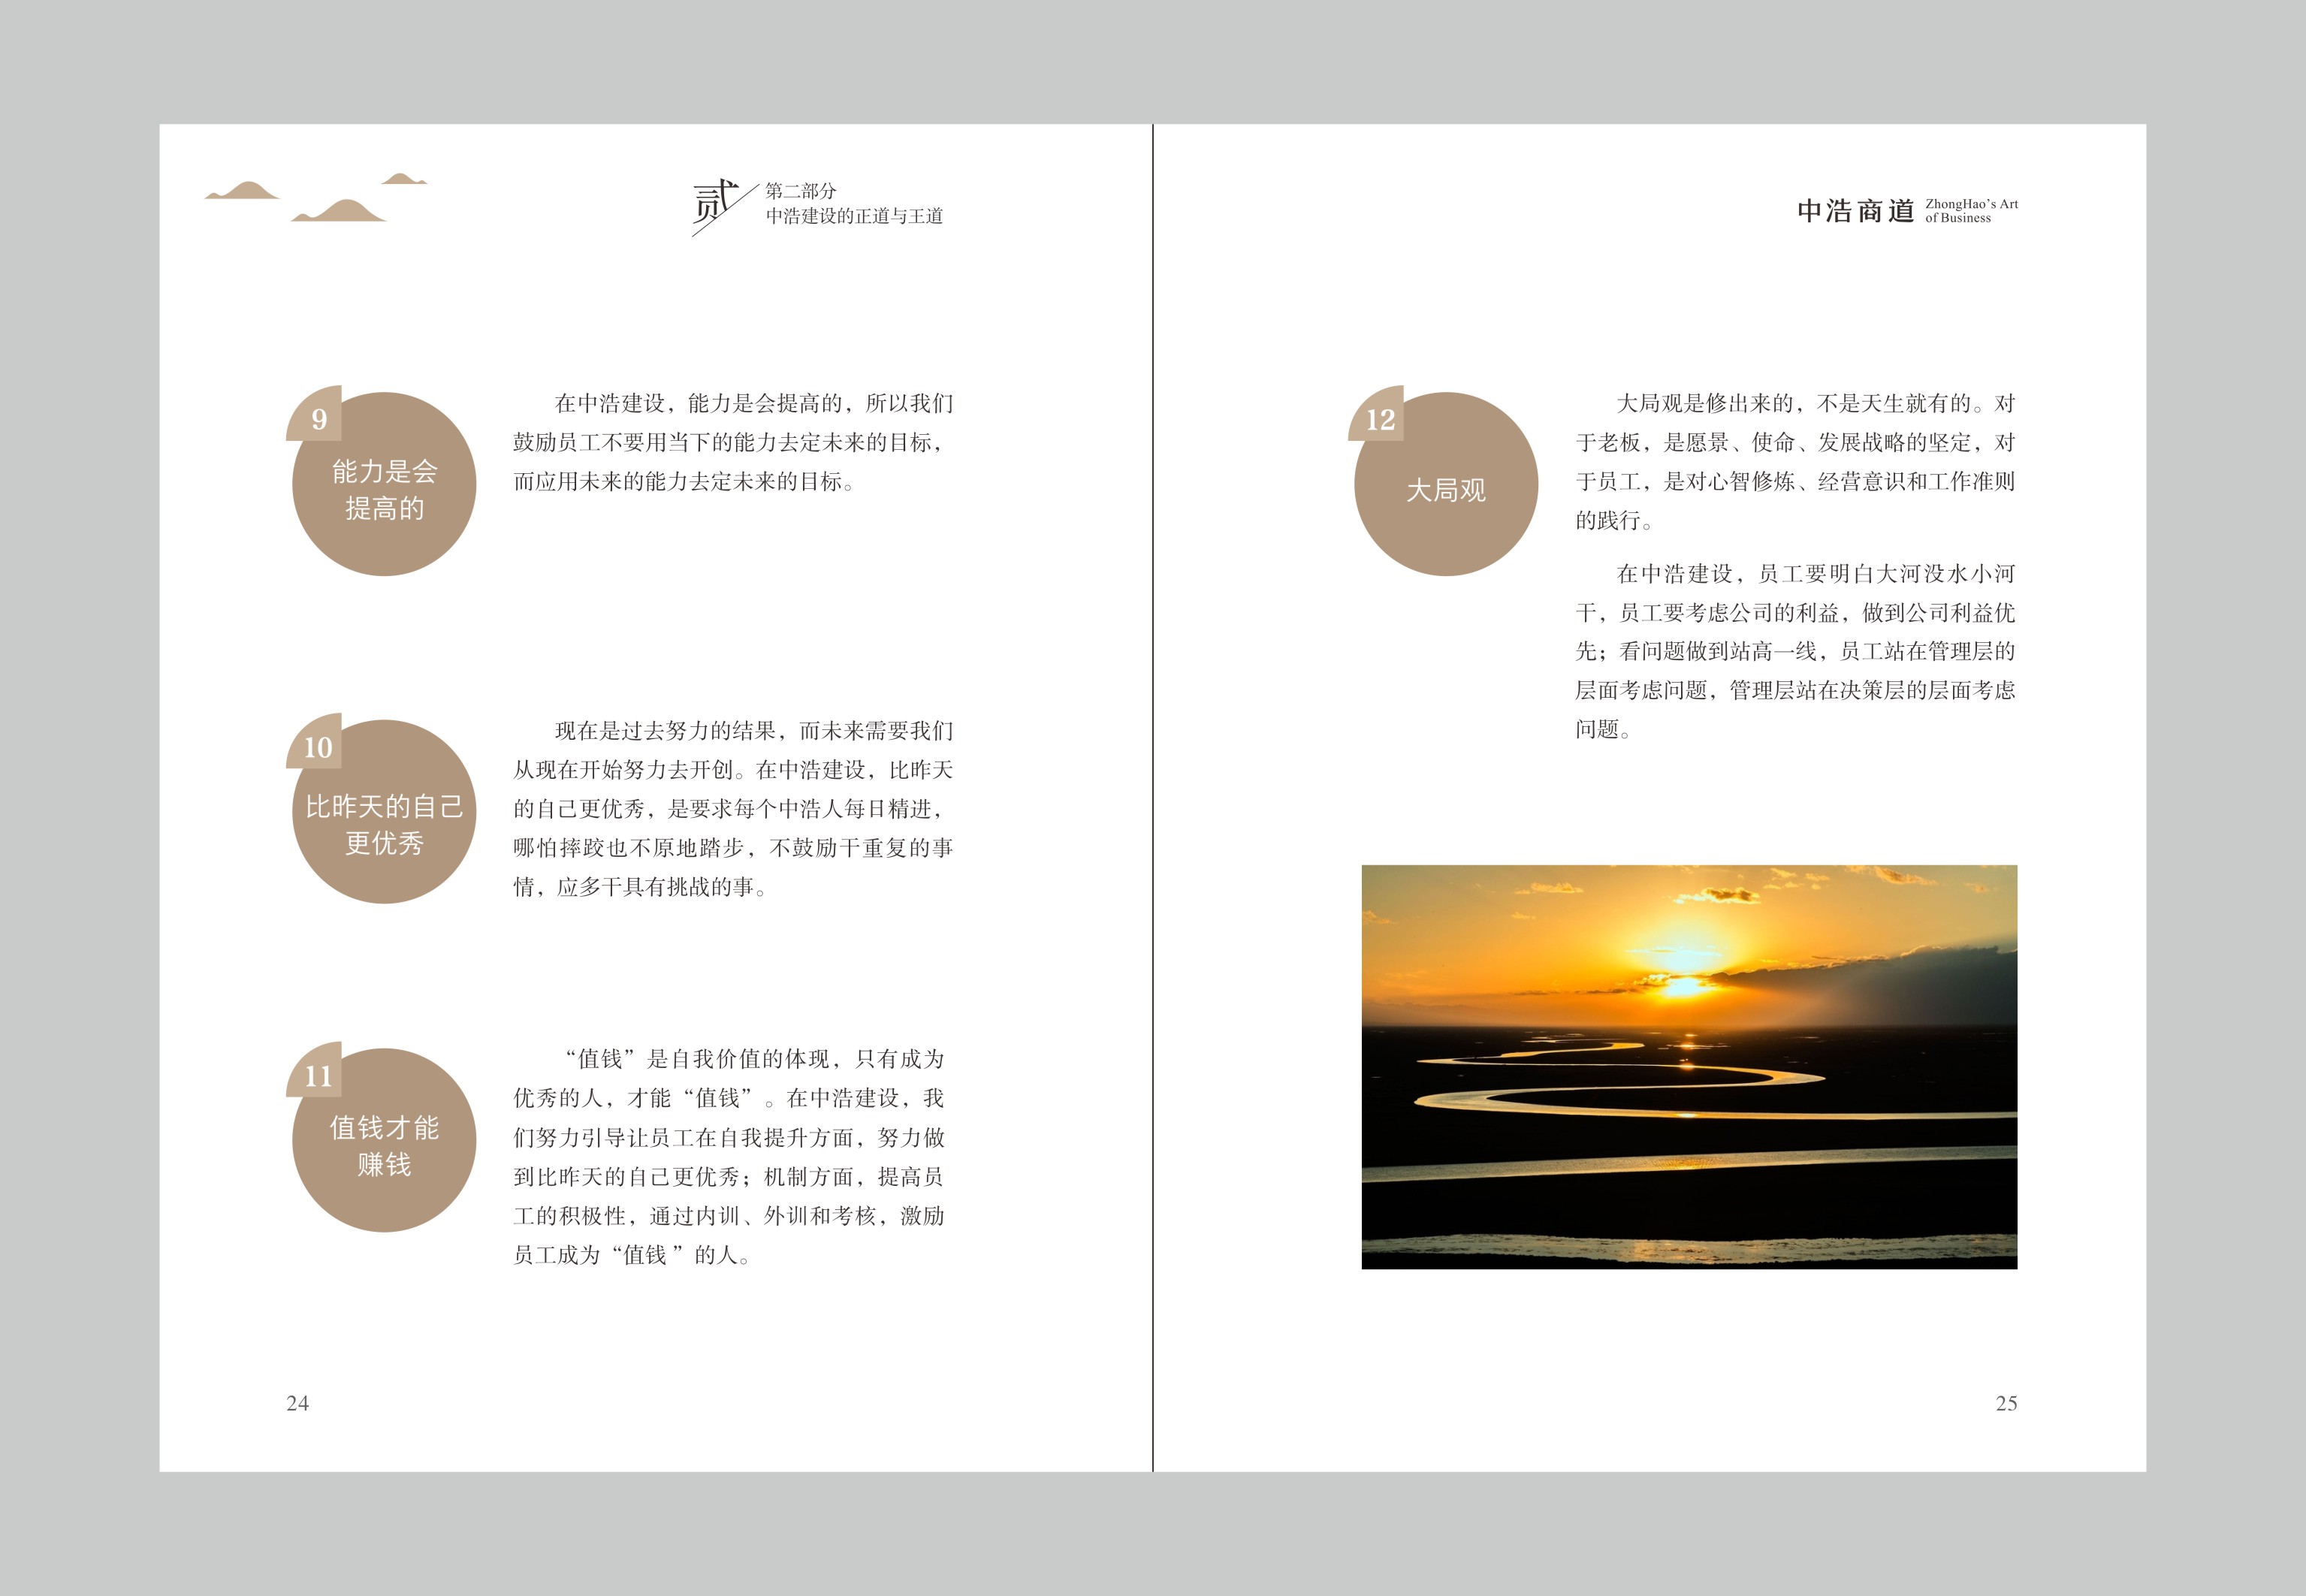 贰
第二部分
中浩建设的正道与王道
9
能力是会
提高的
在中浩建设，能力是会提高的，所以我们
鼓励员工不要用当下的能力去定未来的目标，
而应用未来的能力去定未来的目标。
10
比昨天的自己
更优秀
现在是过去努力的结果，而未来需要我们
从现在开始努力去开创。在中浩建设，比昨天
的自己更优秀，是要求每个中浩人每日精进，
哪怕摔跤也不原地踏步，不鼓励干重复的事
情，应多干具有挑战的事。
11
值钱才能
赚钱
“值钱”是自我价值的体现，只有成为
优秀的人，才能“值钱”。在中浩建设，我
们努力引导让员工在自我提升方面，努力做
到比昨天的自己更优秀；机制方面，提高员
工的积极性，通过内训、外训和考核，激励
员工成为“值钱 ”的人。
24
中浩商道
ZhongHao’s Art
of Business
12
大局观
大局观是修出来的，不是天生就有的。对
于老板，是愿景、使命、发展战略的坚定，对
于员工，是对心智修炼、经营意识和工作准则
的践行。
在中浩建设，员工要明白大河没水小河
干，员工要考虑公司的利益，做到公司利益优
先；看问题做到站高一线，员工站在管理层的
层面考虑问题，管理层站在决策层的层面考虑
问题。
25